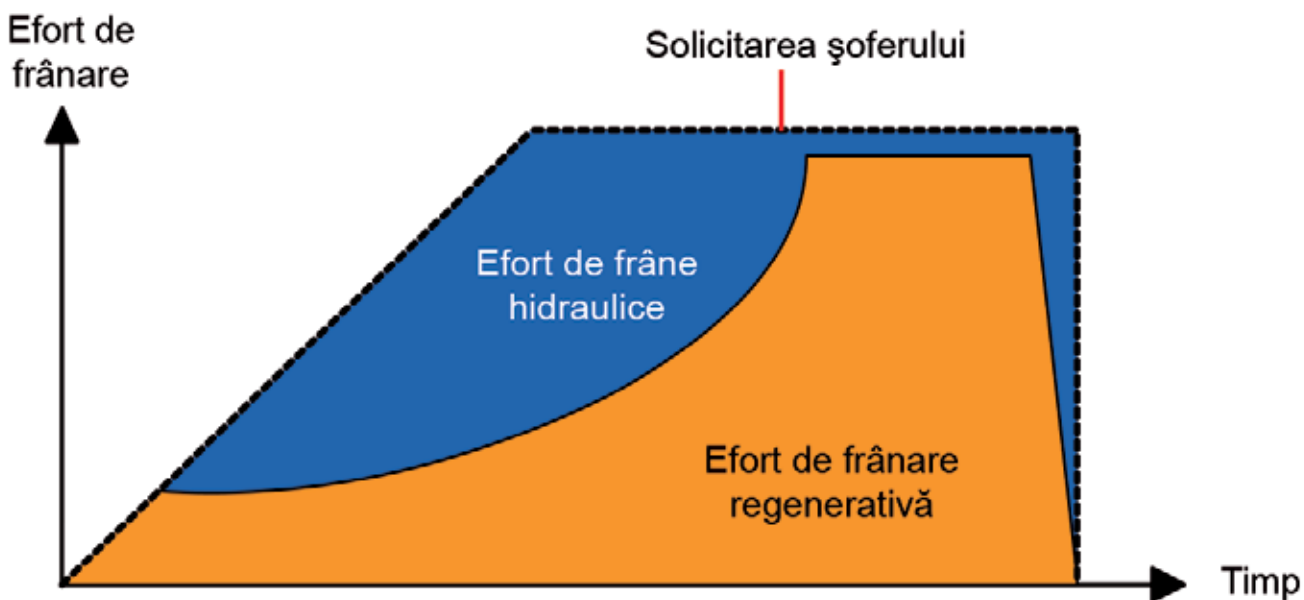 Efort de
frânare
Solicitarea şoferului
Efort de frâne
hidraulice
Efort de frânare
regenerativă
Timp